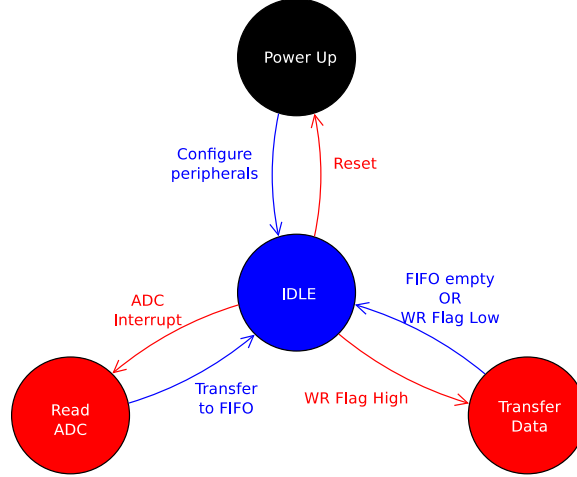 Power Up
Configure
peripherals
Reset
IDLE
FIFO empty
OR
WR Flag Low
ADC
Interrupt
Transfer
to FIFO
WR Flag High
Read
ADC
Transfer
Data